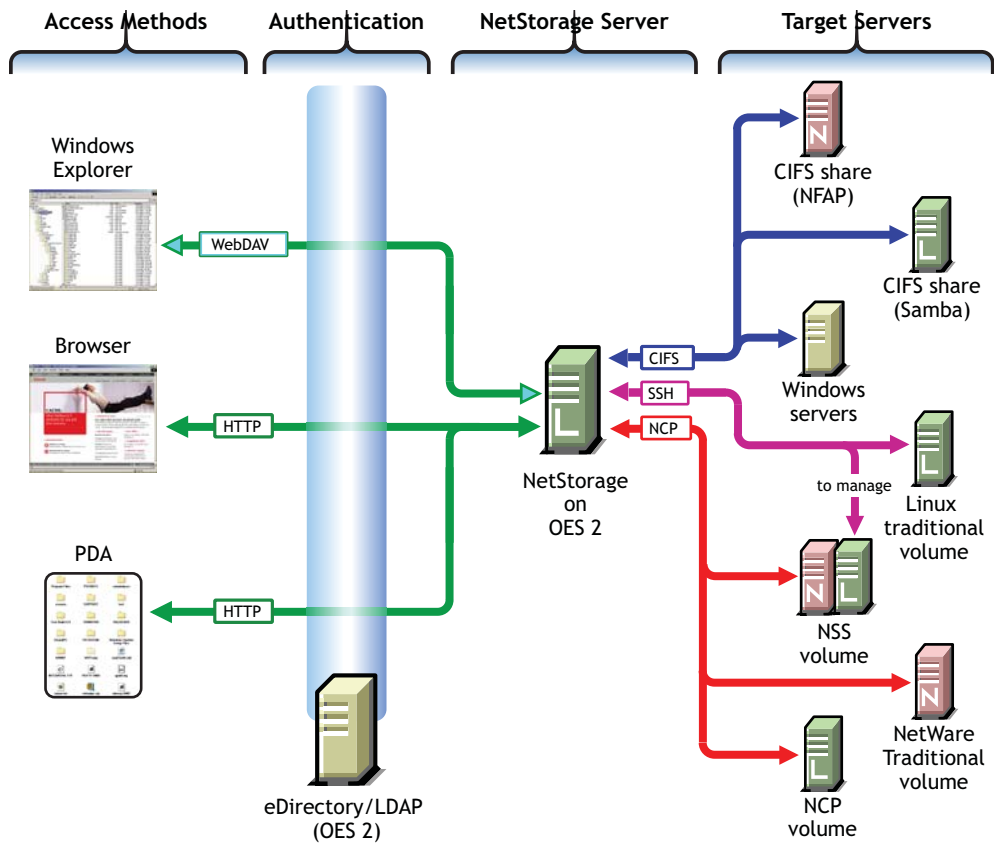 Access Methods
Authentication
NetStorage Server
Target Servers
Windows
Explorer
WebDAV
Browser
HTTP
PDA
HTTP
eDirectory/LDAP
(OES 2)
NetStorage
on
OES 2
CIFS
SSH
NCP
N
CIFS share
(NFAP)
L
CIFS share
(Samba)
Windows
servers
L
Linux
traditional
volume
to manage
N
L
NSS
volume
N
NetWare
Traditional
volume
L
NCP
volume
L